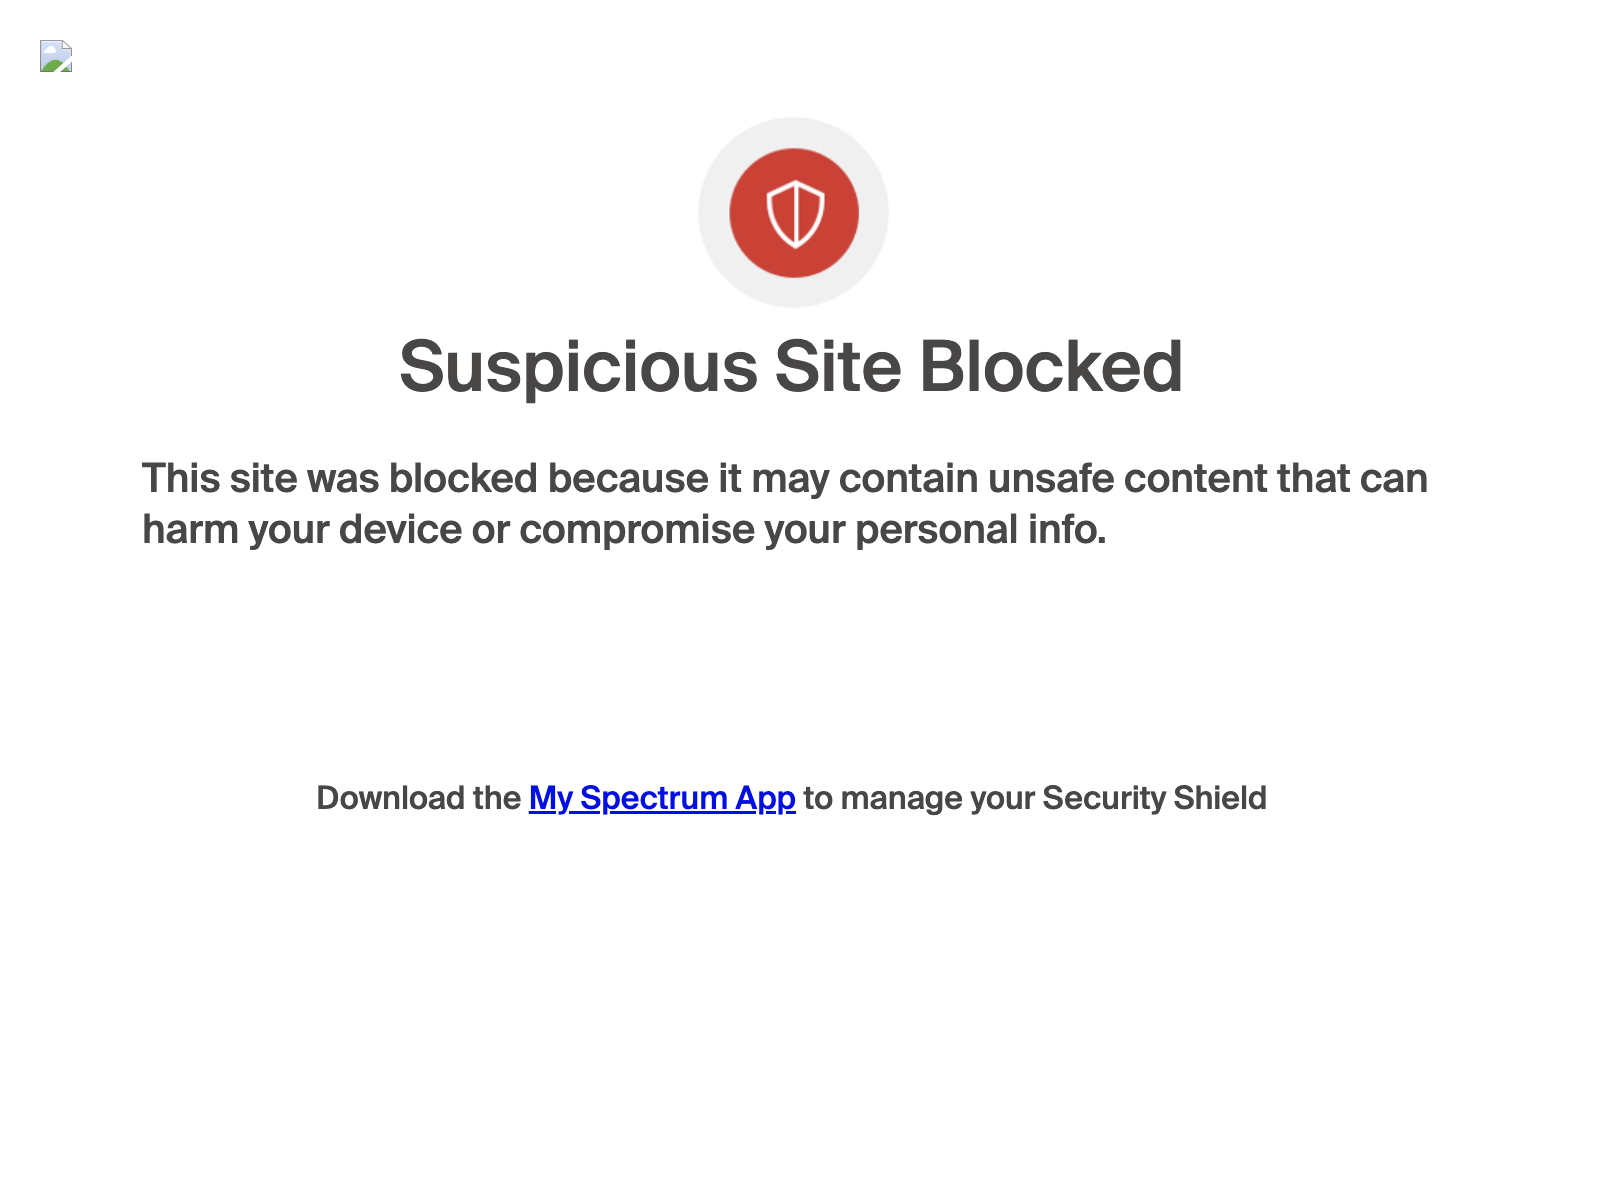 Suspicious Site Blocked
This site was blocked because it may contain unsafe content that can
harm your device or compromise your personal info.
Download the My Spectrum App to manage your Security Shield